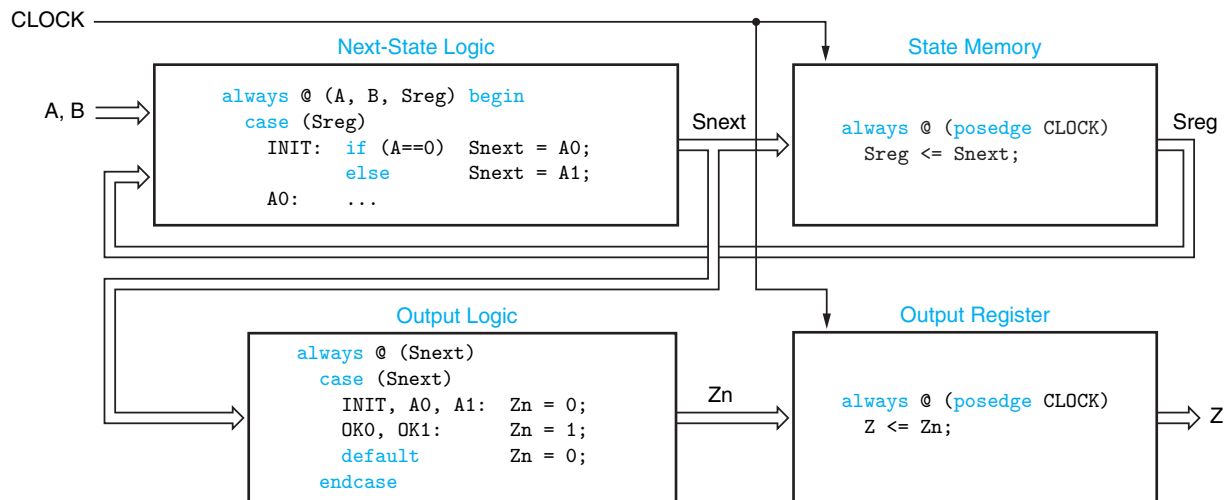 CLOCK
Next-State Logic
State Memory
A, B
always @ (A, B, Sreg) begin
case (Sreg)
INIT: if (A==0) Snext = A0;
else Snext = A1;
A0: ...
Snext
always @ (posedge CLOCK)
Sreg <= Snext;
Sreg
Output Logic
Output Register
always @ (Snext)
case (Snext)
INIT, A0, A1: Zn = 0;
OK0, OK1: Zn = 1;
default Zn = 0;
endcase
Zn
always @ (posedge CLOCK)
Z <= Zn;
Z